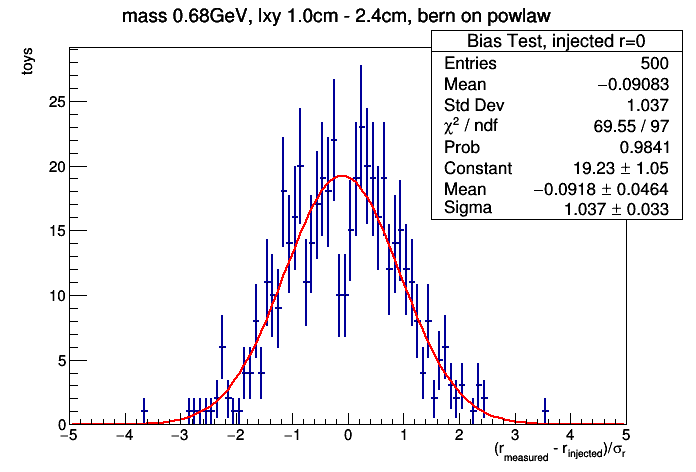 mass 0.68GeV, lxy 1.0cm - 2.4cm, bern on powlaw
Bias Test, injected r=0
Entries 500
Mean −0.09083
Std Dev 1.037
χ² / ndf 69.55 / 97
Prob 0.9841
Constant 19.23 ± 1.05
Mean −0.0918 ± 0.0464
Sigma 1.037 ± 0.033
toys
25
20
15
10
5
0
−5 −4 −3 −2 −1 0 1 2 3 4 5
(r_measured - r_injected)/σ_r